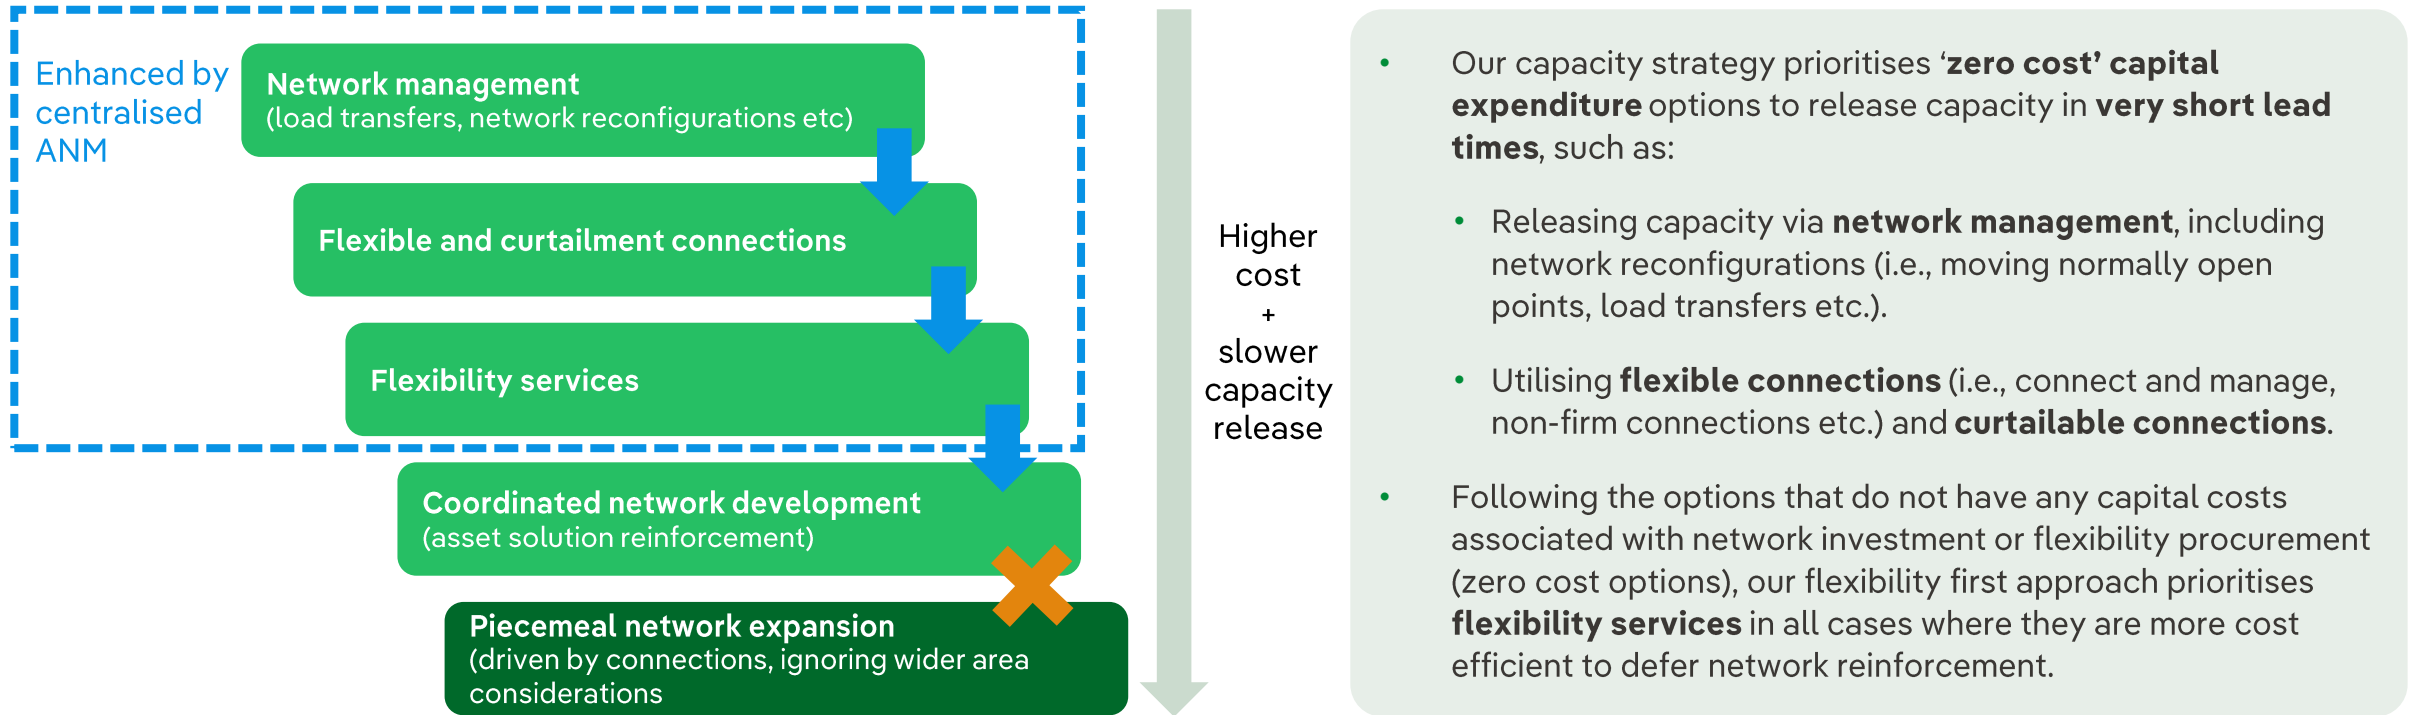 Enhanced by
centralised
ANM
Network management
(load transfers, network reconfigurations etc)
Flexible and curtailment connections
Flexibility services
Coordinated network development
(asset solution reinforcement)
Piecemeal network expansion
(driven by connections, ignoring wider area
considerations
Higher
cost
+
slower
capacity
release
• Our capacity strategy prioritises ‘zero cost’ capital
expenditure options to release capacity in very short lead
times, such as:
• Releasing capacity via network management, including
network reconfigurations (i.e., moving normally open
points, load transfers etc.).
• Utilising flexible connections (i.e., connect and manage,
non-firm connections etc.) and curtailable connections.
• Following the options that do not have any capital costs
associated with network investment or flexibility procurement
(zero cost options), our flexibility first approach prioritises
flexibility services in all cases where they are more cost
efficient to defer network reinforcement.